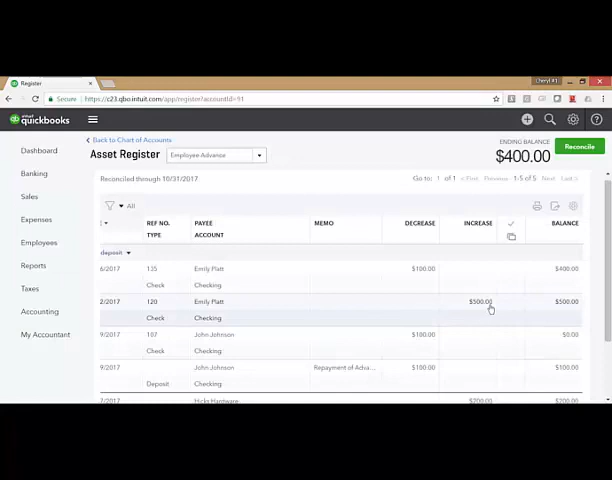 Register
Cheryl #1
Secure https://c23.qbo.intuit.com/app/register?accountId=91
intuit quickbooks
Dashboard
Banking
Sales
Expenses
Employees
Reports
Taxes
Accounting
My Accountant
Back to Chart of Accounts
Asset Register Employee Advance
ENDING BALANCE
$400.00
Reconcile
Reconciled through 10/31/2017 Go to: 1 of 1 < First Previous 1-5 of 5 Next Last >
All
REF NO. PAYEE MEMO DECREASE INCREASE BALANCE
TYPE ACCOUNT
deposit
6/2017 135 Emily Platt $100.00 $400.00
Check Checking
2/2017 120 Emily Platt $500.00 $500.00
Check Checking
9/2017 107 John Johnson $100.00 $0.00
Check Checking
9/2017 John Johnson Repayment of Adva... $100.00 $100.00
Deposit Checking
7/2017 Hicks Hardware $200.00 $200.00